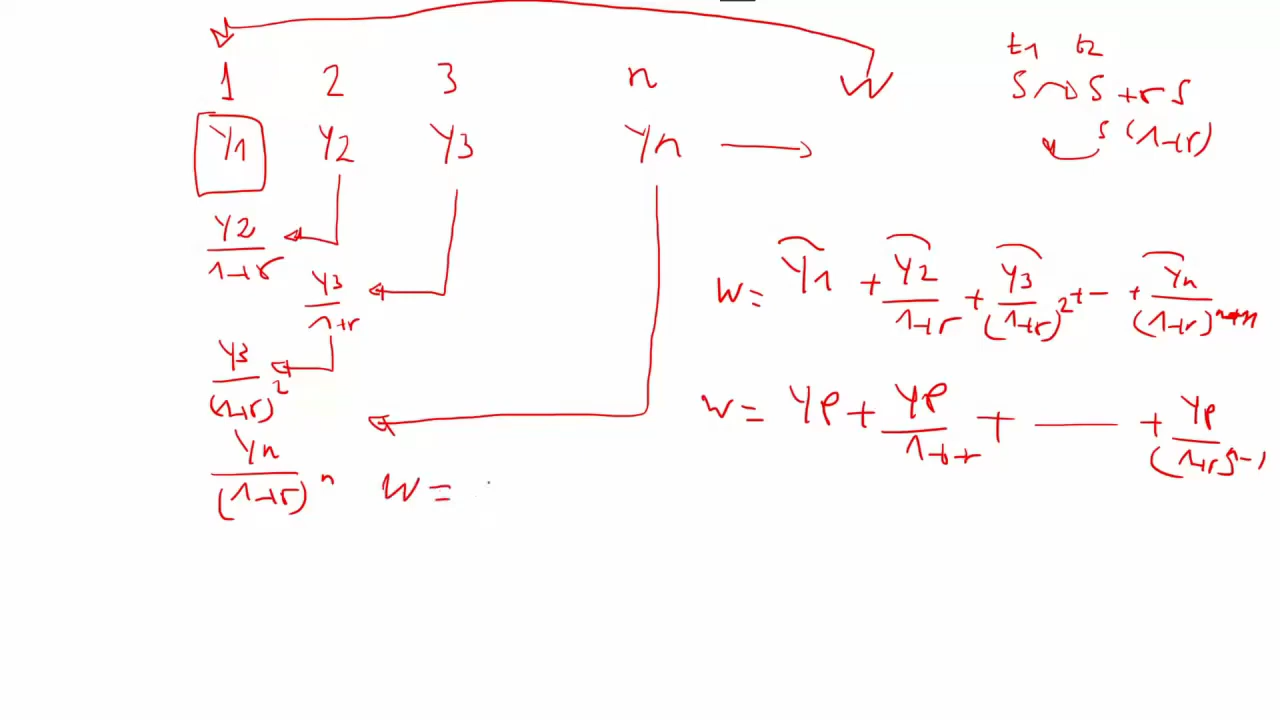 t1 t2
1 2 3 n W
S → S + r S
Y1 Y2 Y3 Yn →
S (1+r)
Y2/(1+r)
Y3/(1+r)
W = Y1 + Y2/(1+r) + Y3/(1+r)^2 + - + Yn/(1+r)^
Y3/(1+r)^2
W = YP + YP/(1+r) + —— + YP/(1+r)^n-1
Yn/(1+r)^n
W =